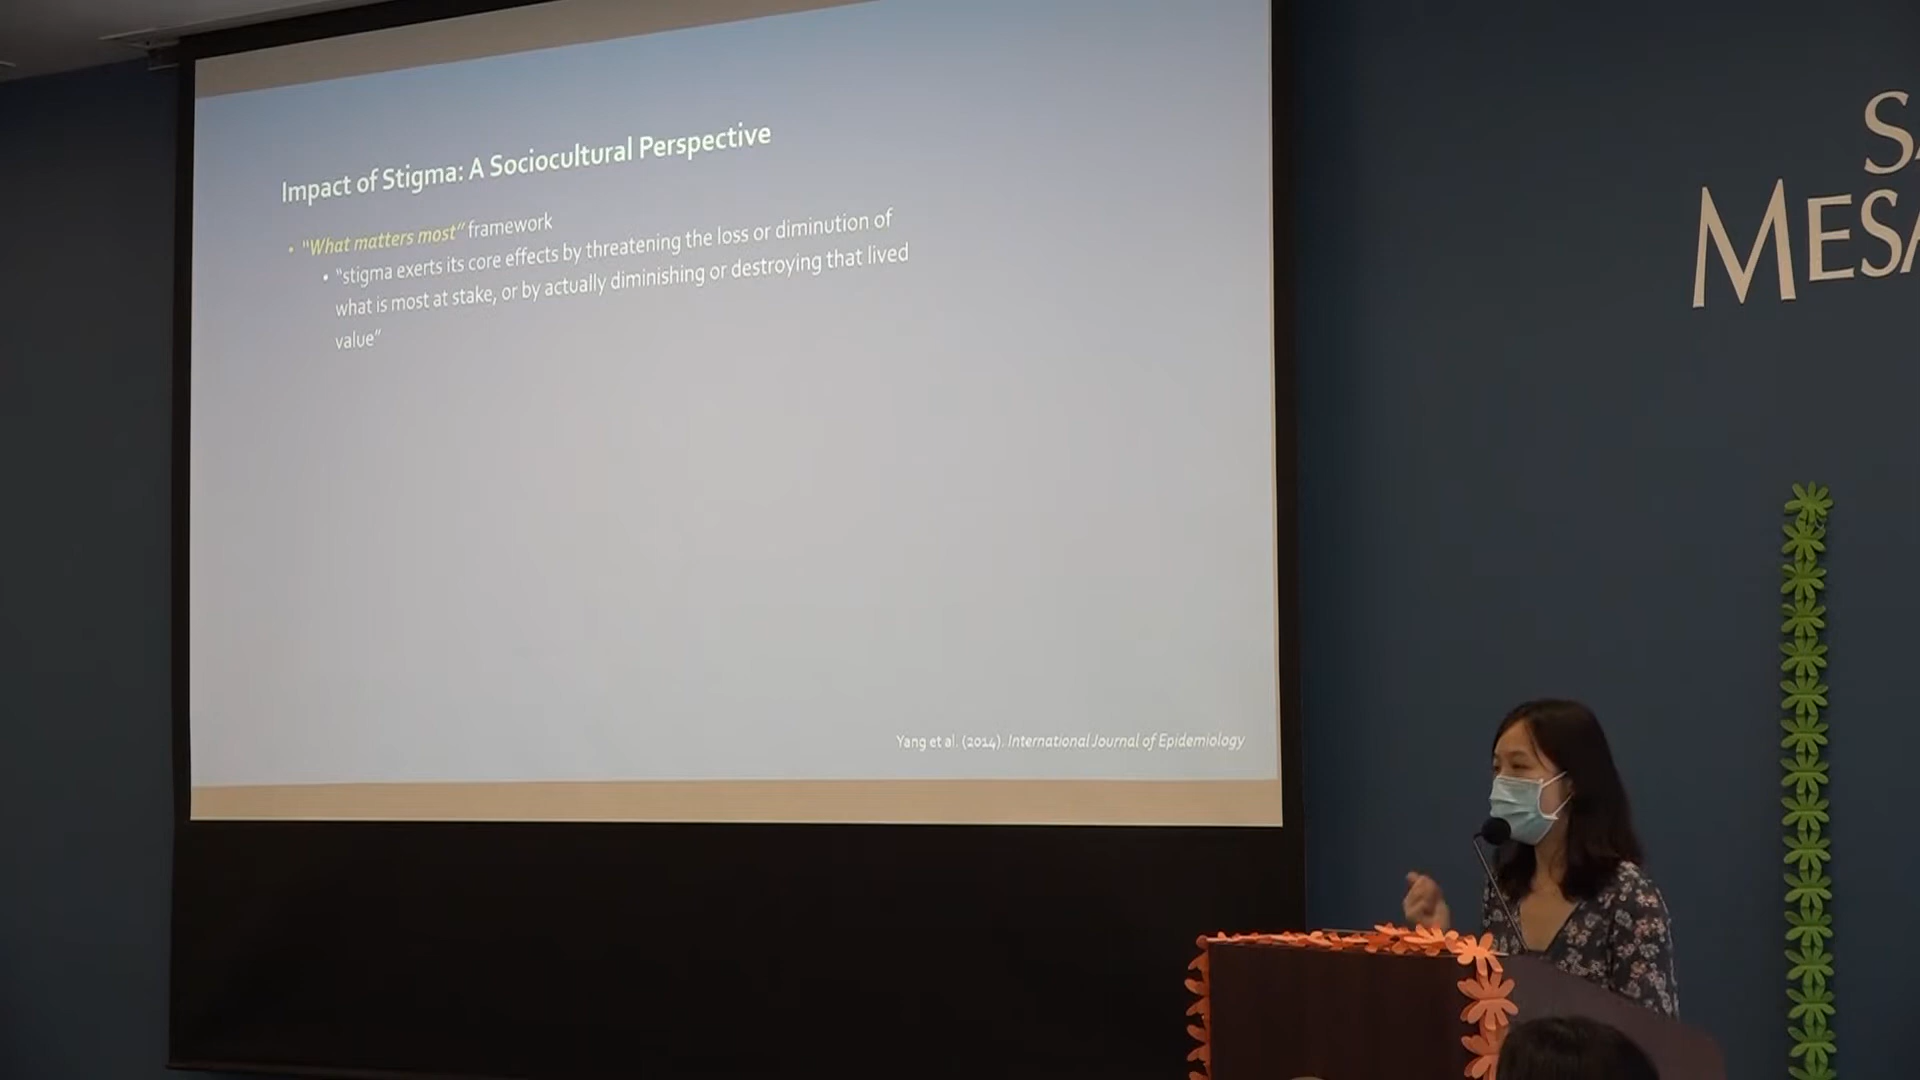 Impact of Stigma: A Sociocultural Perspective
• "What matters most" framework
• "stigma exerts its core effects by threatening the loss or diminution of
what is most at stake, or by actually diminishing or destroying that lived
value"
Yang et al. (2014). International Journal of Epidemiology
SA
MESA